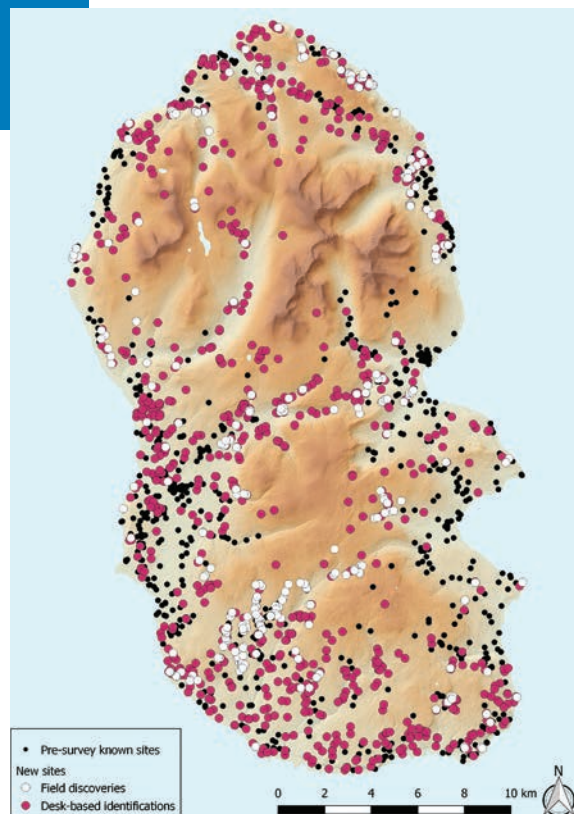 Pre-survey known sites
New sites
Field discoveries
Desk-based identifications
0 2 4 6 8 10 km
N